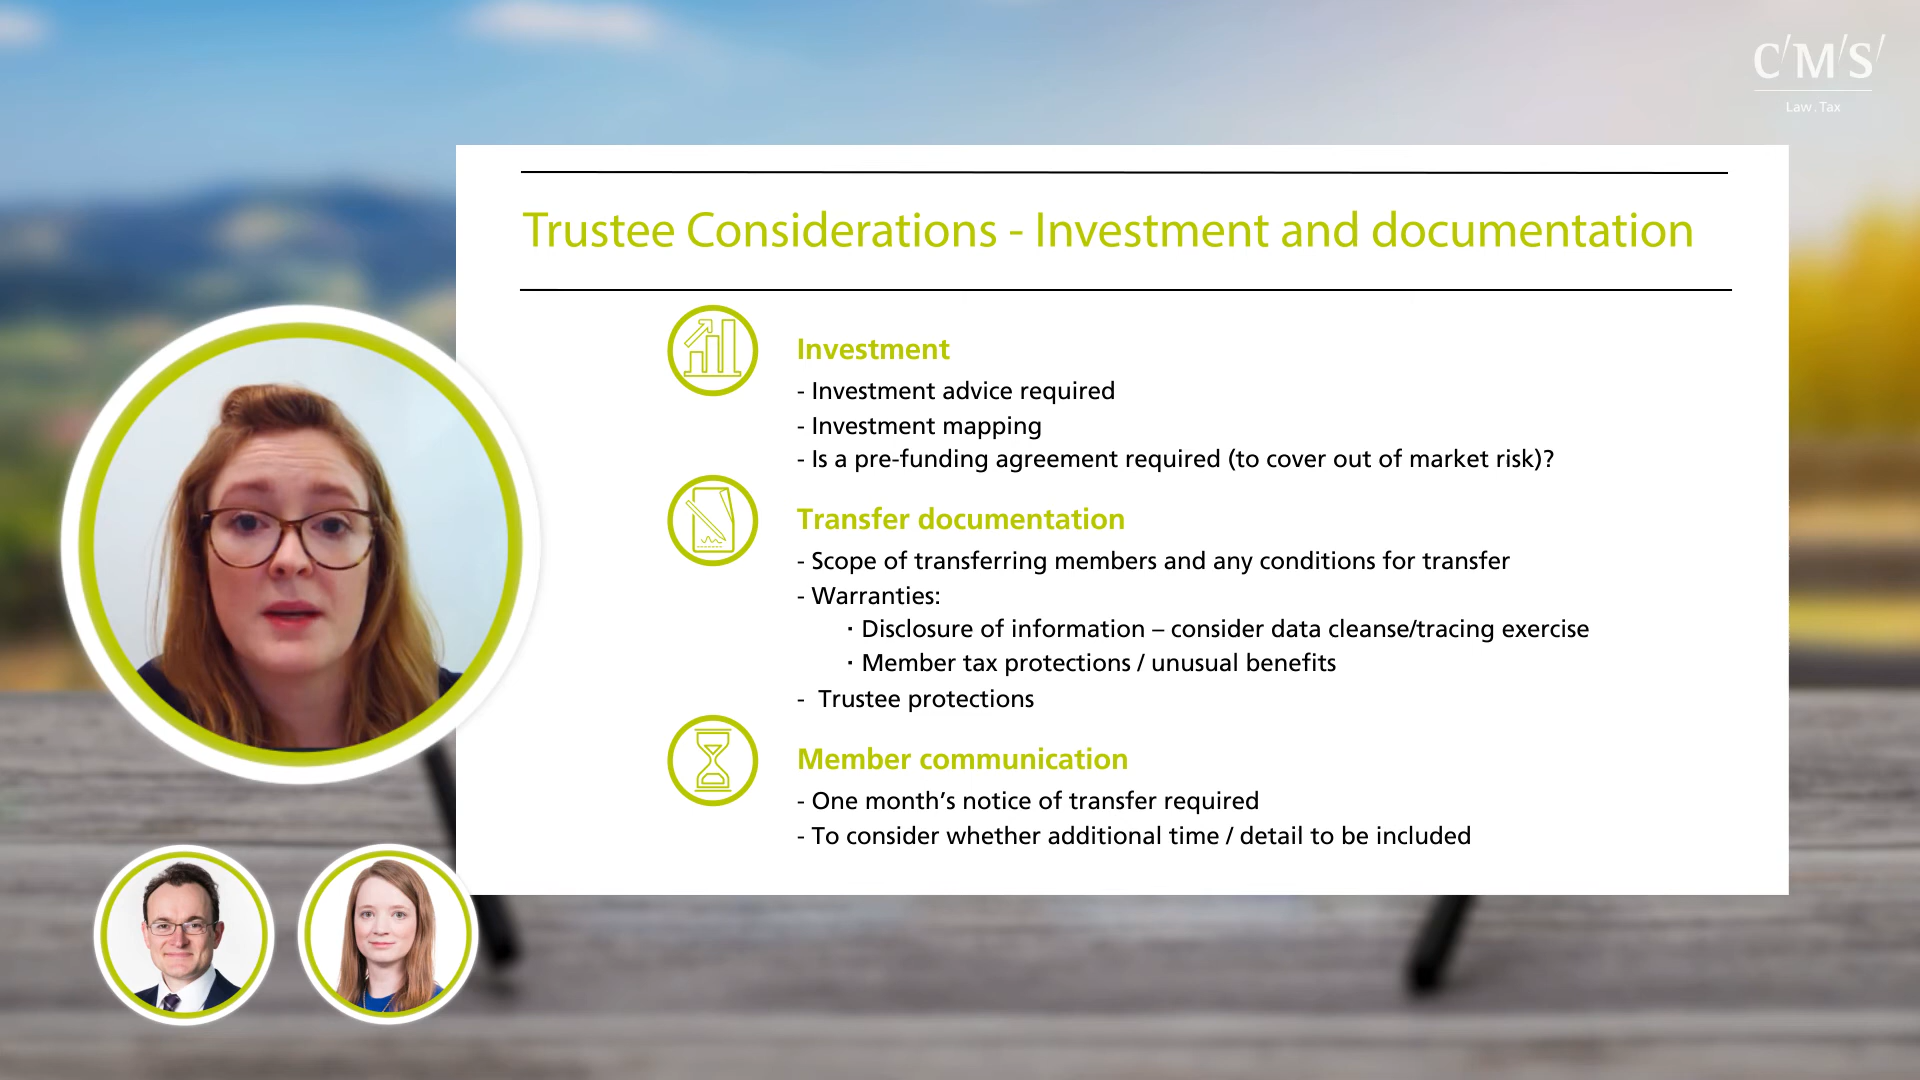 C'M'S'
Law.Tax
Trustee Considerations - Investment and documentation
Investment
- Investment advice required
- Investment mapping
- Is a pre-funding agreement required (to cover out of market risk)?
Transfer documentation
- Scope of transferring members and any conditions for transfer
- Warranties:
· Disclosure of information – consider data cleanse/tracing exercise
· Member tax protections / unusual benefits
- Trustee protections
Member communication
- One month’s notice of transfer required
- To consider whether additional time / detail to be included